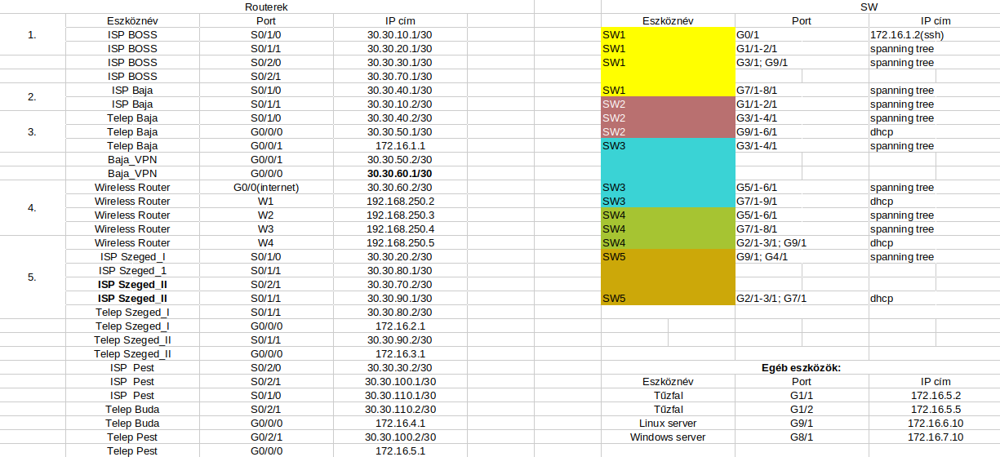 Routerek SW
Eszköznév Port IP cím Eszköznév Port IP cím
1. ISP BOSS S0/1/0 30.30.10.1/30 SW1 G0/1 172.16.1.2(ssh)
ISP BOSS S0/1/1 30.30.20.1/30 SW1 G1/1-2/1 spanning tree
ISP BOSS S0/2/0 30.30.30.1/30 SW1 G3/1; G9/1 spanning tree
ISP BOSS S0/2/1 30.30.70.1/30
2. ISP Baja S0/1/0 30.30.40.1/30 SW1 G7/1-8/1 spanning tree
ISP Baja S0/1/1 30.30.10.2/30 SW2 G1/1-2/1 spanning tree
3. Telep Baja S0/1/0 30.30.40.2/30 SW2 G3/1-4/1 spanning tree
Telep Baja G0/0/0 30.30.50.1/30 SW2 G9/1-6/1 dhcp
Telep Baja G0/0/1 172.16.1.1 SW3 G3/1-4/1 spanning tree
Baja_VPN G0/0/1 30.30.50.2/30
Baja_VPN G0/0/0 30.30.60.1/30
4. Wireless Router G0/0(internet) 30.30.60.2/30 SW3 G5/1-6/1 spanning tree
Wireless Router W1 192.168.250.2 SW3 G7/1-9/1 dhcp
Wireless Router W2 192.168.250.3 SW4 G5/1-6/1 spanning tree
Wireless Router W3 192.168.250.4 SW4 G7/1-8/1 spanning tree
Wireless Router W4 192.168.250.5 SW4 G2/1-3/1; G9/1 dhcp
5. ISP Szeged_I S0/1/0 30.30.20.2/30 SW5 G9/1; G4/1 spanning tree
ISP Szeged_1 S0/1/1 30.30.80.1/30
ISP Szeged_II S0/2/1 30.30.70.2/30
ISP Szeged_II S0/1/1 30.30.90.1/30 SW5 G2/1-3/1; G7/1 dhcp
Telep Szeged_I S0/1/1 30.30.80.2/30
Telep Szeged_I G0/0/0 172.16.2.1
Telep Szeged_II S0/1/1 30.30.90.2/30
Telep Szeged_II G0/0/0 172.16.3.1
ISP Pest S0/2/0 30.30.30.2/30 Egéb eszközök:
ISP Pest S0/2/1 30.30.100.1/30 Eszköznév Port IP cím
ISP Pest S0/1/0 30.30.110.1/30 Tűzfal G1/1 172.16.5.2
Telep Buda S0/2/1 30.30.110.2/30 Tűzfal G1/2 172.16.5.5
Telep Buda G0/0/0 172.16.4.1 Linux server G9/1 172.16.6.10
Telep Pest G0/2/1 30.30.100.2/30 Windows server G8/1 172.16.7.10
Telep Pest G0/0/0 172.16.5.1